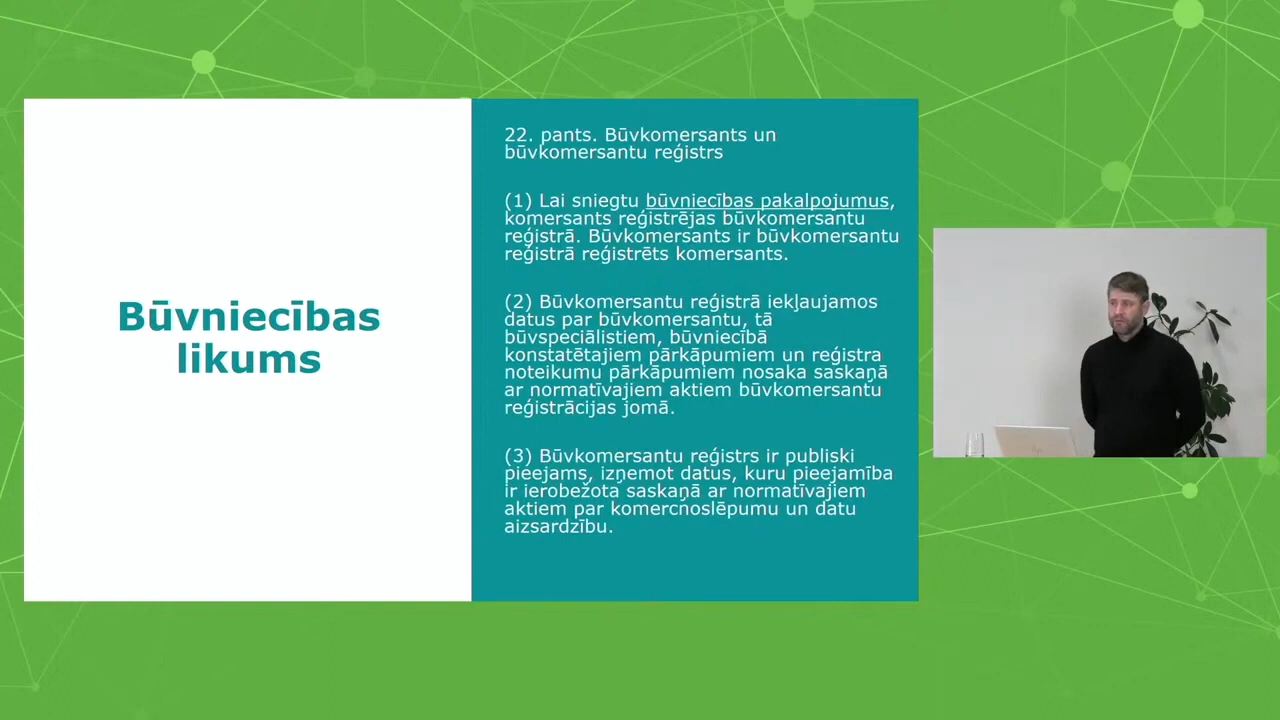 Būvniecības
likums
22. pants. Būvkomersants un
būvkomersantu reģistrs
(1) Lai sniegtu būvniecības pakalpojumus,
komersants reģistrējas būvkomersantu
reģistrā. Būvkomersants ir būvkomersantu
reģistrā reģistrēts komersants.
(2) Būvkomersantu reģistrā iekļaujamos
datus par būvkomersantu, tā
būvspeciālistiem, būvniecībā
konstatētajiem pārkāpumiem un reģistra
noteikumu pārkāpumiem nosaka saskaņā
ar normatīvajiem aktiem būvkomersantu
reģistrācijas jomā.
(3) Būvkomersantu reģistrs ir publiski
pieejams, izņemot datus, kuru pieejamība
ir ierobežota saskaņā ar normatīvajiem
aktiem par komercnoslēpumu un datu
aizsardzību.